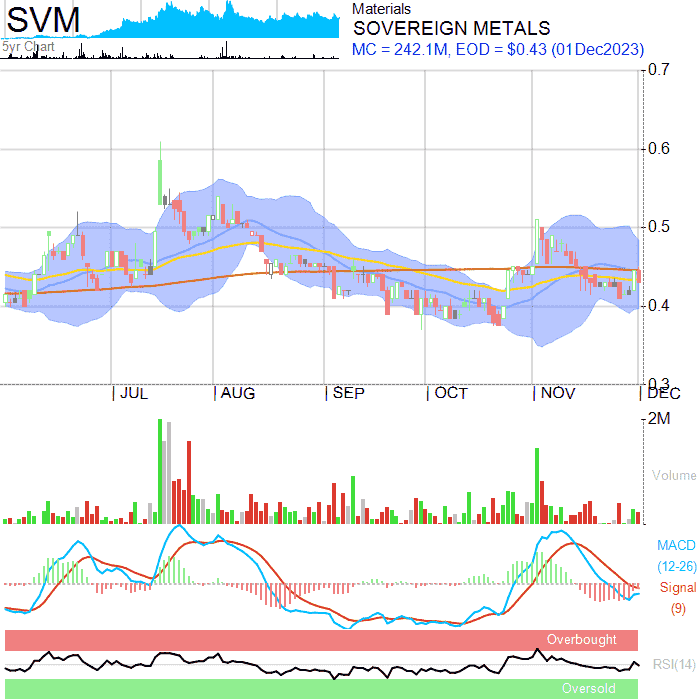 SVM
5yr Chart
Materials
SOVEREIGN METALS
MC = 242.1M, EOD = $0.43 (01Dec2023)
0.7
0.6
0.5
0.4
0.3
JUL
AUG
SEP
OCT
NOV
DEC
2M
Volume
MACD
(12-26)
Signal
(9)
Overbought
RSI(14)
Oversold